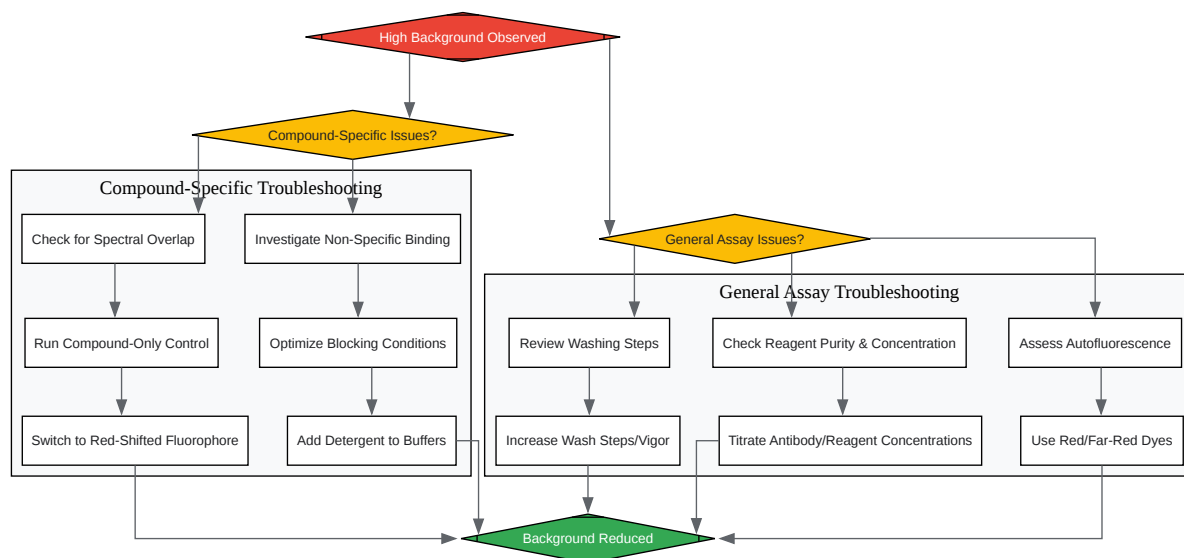 High Background Observed
Compound-Specific Issues?
Compound-Specific Troubleshooting
Check for Spectral Overlap
Investigate Non-Specific Binding
Run Compound-Only Control
Optimize Blocking Conditions
Switch to Red-Shifted Fluorophore
Add Detergent to Buffers
General Assay Issues?
General Assay Troubleshooting
Review Washing Steps
Check Reagent Purity & Concentration
Assess Autofluorescence
Increase Wash Steps/Vigor
Titrate Antibody/Reagent Concentrations
Use Red/Far-Red Dyes
Background Reduced